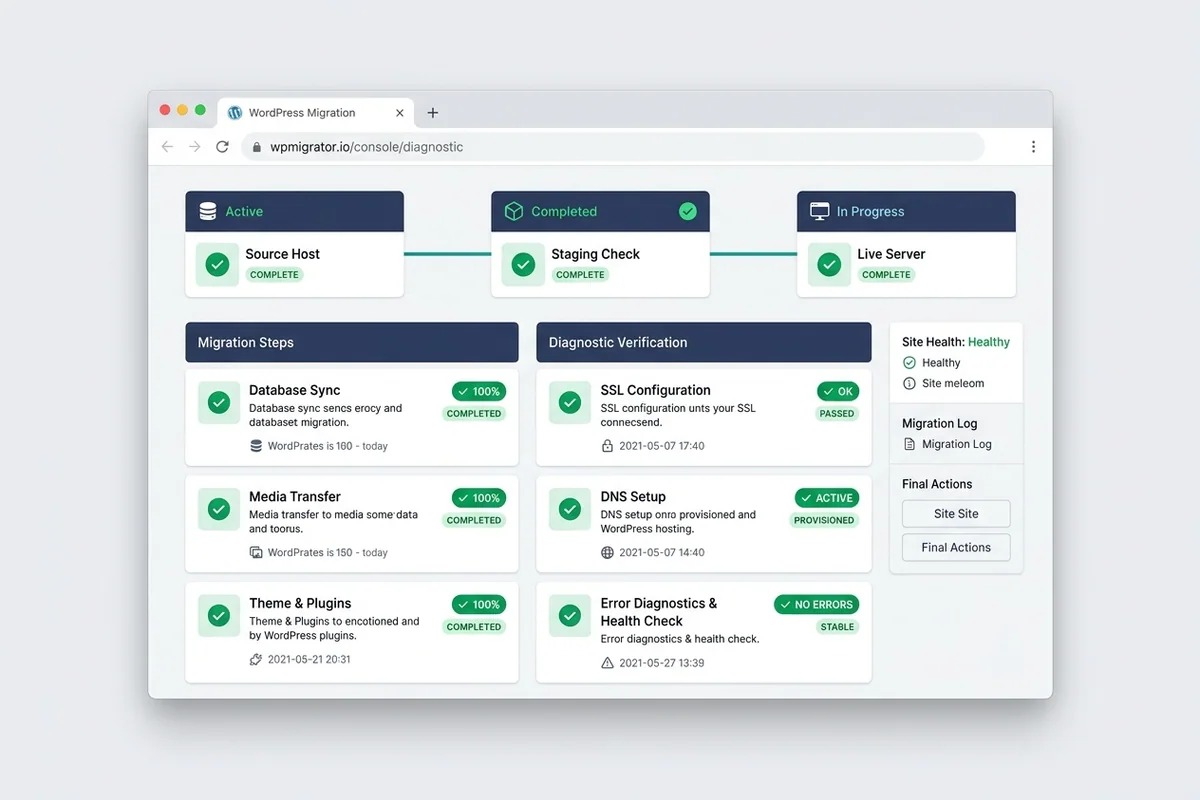 WordPress Migration
wpmigrator.io/console/diagnostic
Active
Source Host
COMPLETE
Completed
Staging Check
COMPLETE
In Progress
Live Server
COMPLETE
Migration Steps
Database Sync
Database sync sencs erocy and
databaset migration.
WordPrates is 160 - today
100%
COMPLETED
Media Transfer
Media transfer to media some data
and toorus.
WordPrates is 150 - today
100%
COMPLETED
Theme & Plugins
Theme & Plugins to encotioned and
by WordPress plugins.
2021-05-21 20:31
100%
COMPLETED
Diagnostic Verification
SSL Configuration
SSL configuration unts your SSL
connecsend.
2021-05-07 17:40
OK
PASSED
DNS Setup
DNS setup onro provisioned and
WordPress hosting.
2021-05-07 14:40
ACTIVE
PROVISIONED
Error Diagnostics &
Health Check
Error diagnostics & health check.
2021-05-27 13:39
NO ERRORS
STABLE
Site Health: Healthy
Healthy
Site meleom
Migration Log
Migration Log
Final Actions
Site Site
Final Actions